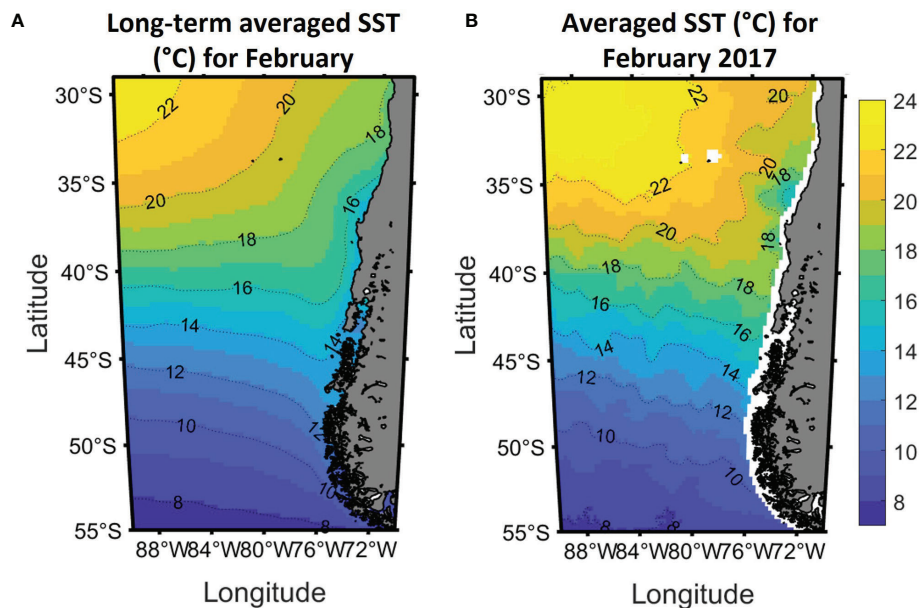 A
Long-term averaged SST
(°C) for February
30°S
35°S
40°S
45°S
50°S
55°S
Latitude
22
20
18
20
16
18
16
14
14
12
12
10
10
8
8
88°W84°W80°W76°W72°W
Longitude
B
Averaged SST (°C) for
February 2017
30°S
35°S
40°S
45°S
50°S
55°S
Latitude
22
20
20
18
22
20
18
18
18
16
16
14
14
12
12
10
10
8
8
88°W84°W80°W76°W72°W
Longitude
24
22
20
18
16
14
12
10
8